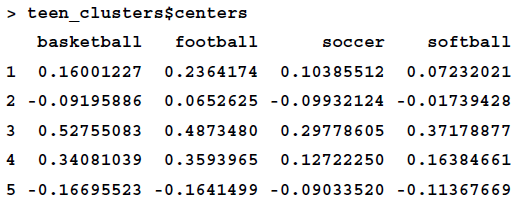 > teen_clusters$centers
basketball football soccer softball
1 0.16001227 0.2364174 0.10385512 0.07232021
2 -0.09195886 0.0652625 -0.09932124 -0.01739428
3 0.52755083 0.4873480 0.29778605 0.37178877
4 0.34081039 0.3593965 0.12722250 0.16384661
5 -0.16695523 -0.1641499 -0.09033520 -0.11367669